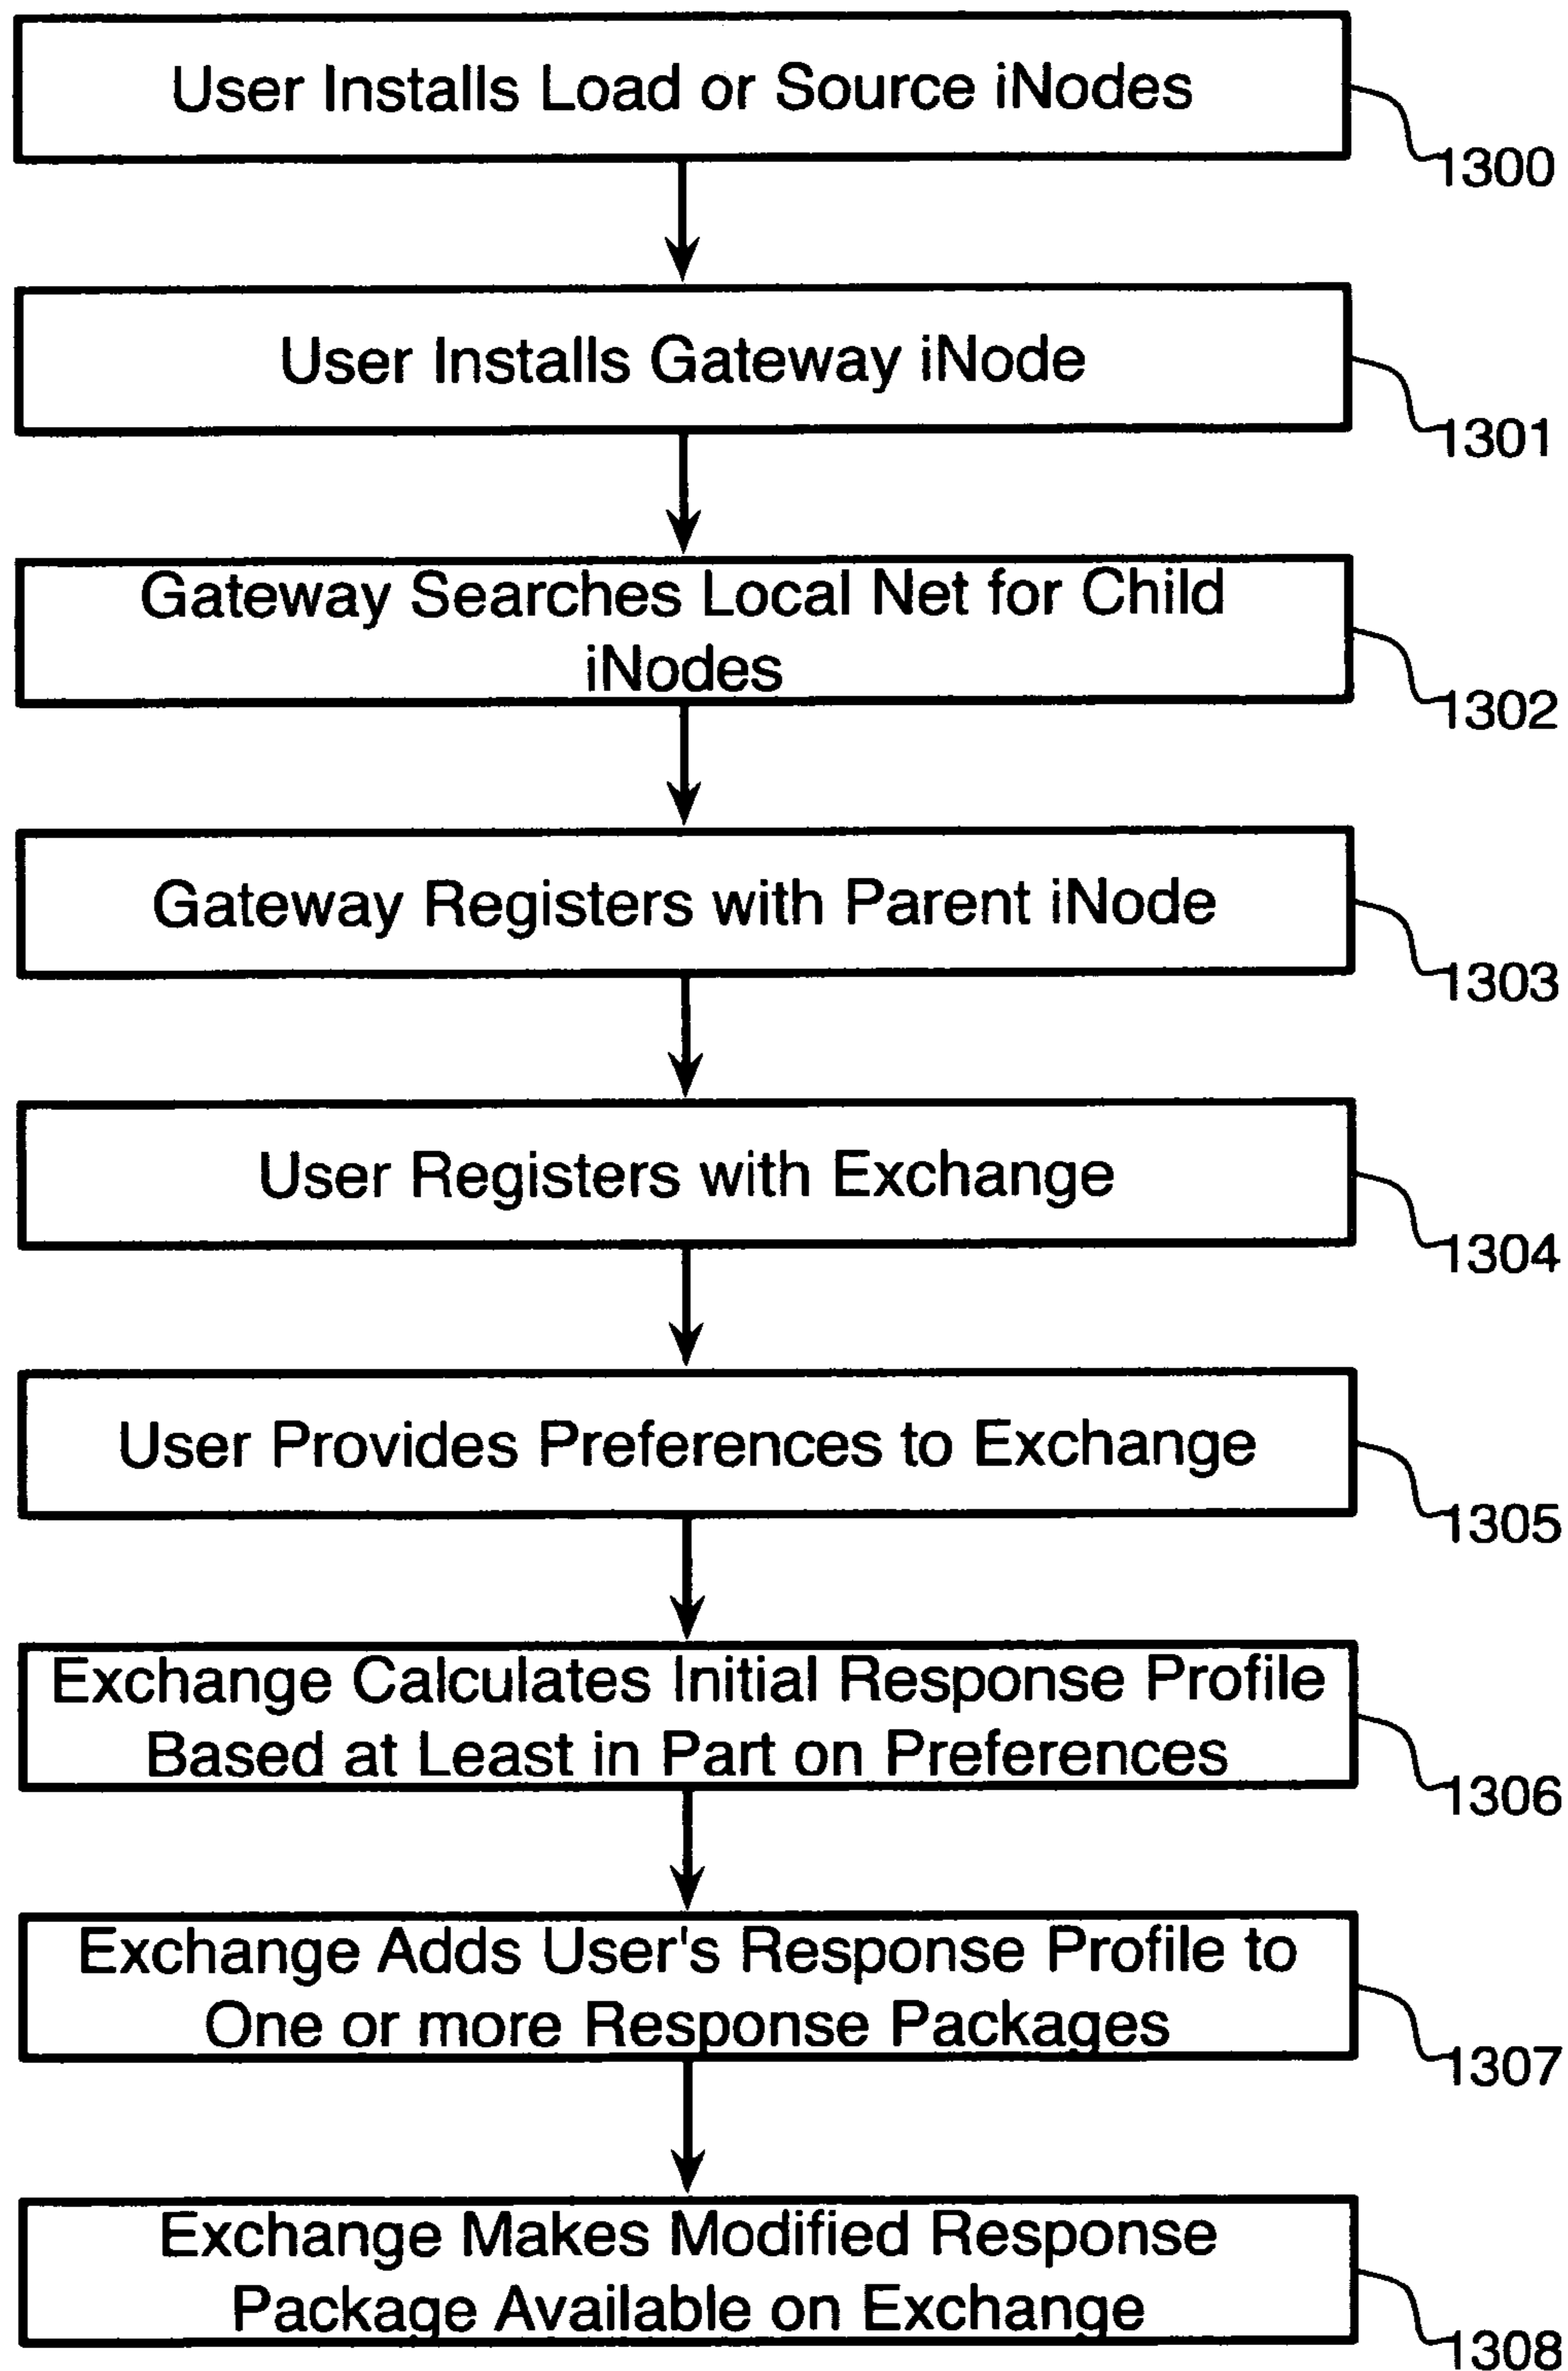 User Installs Load or Source iNodes
1300
User Installs Gateway iNode
1301
Gateway Searches Local Net for Child
iNodes
1302
Gateway Registers with Parent iNode
1303
User Registers with Exchange
1304
User Provides Preferences to Exchange
1305
Exchange Calculates Initial Response Profile
Based at Least in Part on Preferences
1306
Exchange Adds User's Response Profile to
One or more Response Packages
1307
Exchange Makes Modified Response
Package Available on Exchange
1308